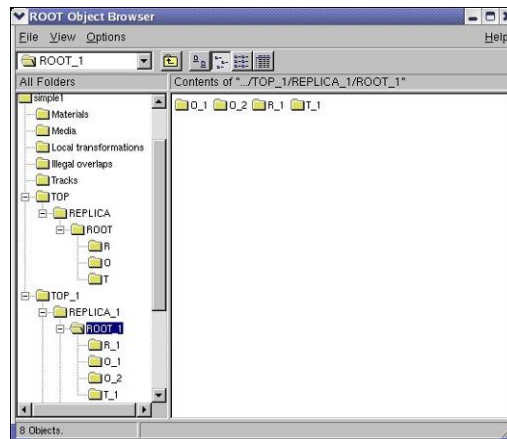 ROOT Object Browser
File View Options Help
ROOT_1
All Folders
Contents of ".../TOP_1/REPLICA_1/ROOT_1"
simple1
Materials
Media
Local transformations
Illegal overlaps
Tracks
TOP
REPLICA
ROOT
R
O
T
TOP_1
REPLICA_1
ROOT_1
R_1
O_1
O_2
T_1
O_1 O_2 R_1 T_1
8 Objects.